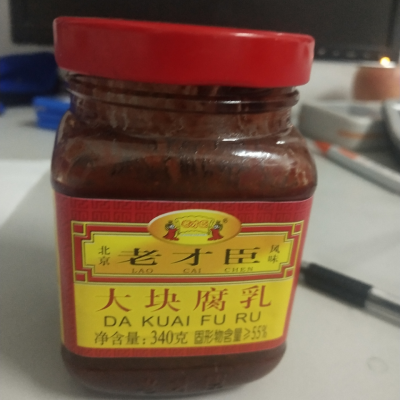 北京 老才臣 风味
LAO CAI CHEN
大块腐乳
DA KUAI FU RU
净含量：340克 固形物含量≥55%